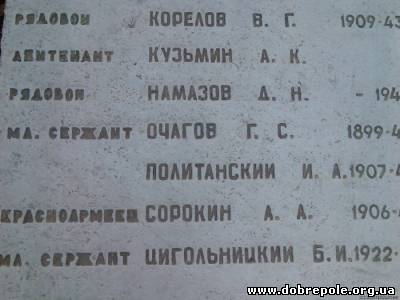 РЯДОВОЙ КОРЕЛОВ В. Г. 1909-43
ЛЕЙТЕНАНТ КУЗЬМИН А. К.
РЯДОВОЙ НАМАЗОВ Д. Н. - 194
МЛ. СЕРЖАНТ ОЧАГОВ Г. С. 1899-4
ПОЛИТАНСКИЙ И. А. 1907-4
КРАСНОАРМЕЕЦ СОРОКИН А. А. 1906-4
МЛ. СЕРЖАНТ ЦИГОЛЬНИЦКИЙ Б. И. 1922-
www.dobrepole.org.ua